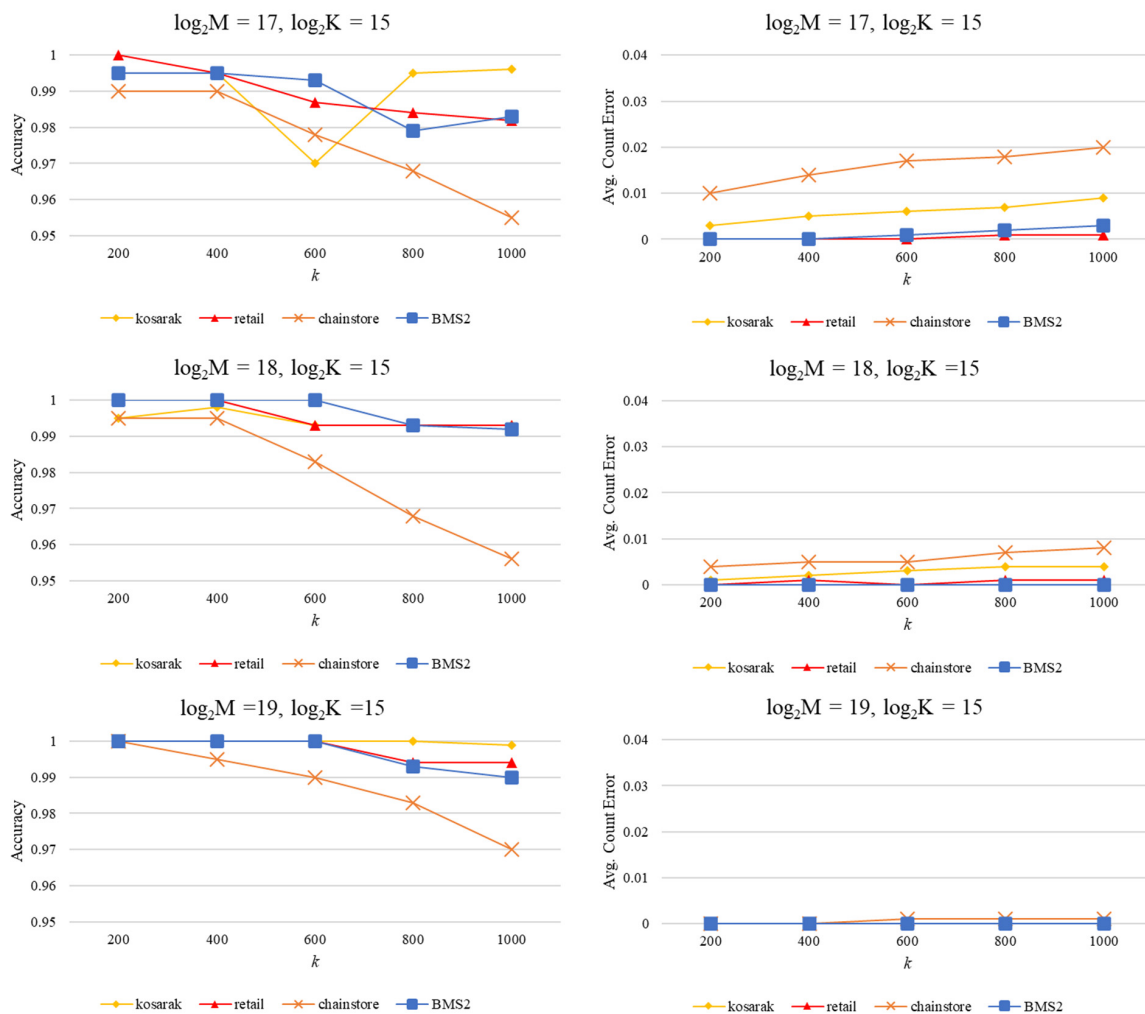 log₂M = 17, log₂K = 15
1
0.99
0.98
0.97
0.96
0.95
Accuracy
200 400 600 800 1000
k
kosarak retail chainstore BMS2
log₂M = 17, log₂K = 15
0.04
0.03
0.02
0.01
0
Avg. Count Error
200 400 600 800 1000
k
kosarak retail chainstore BMS2
log₂M = 18, log₂K = 15
1
0.99
0.98
0.97
0.96
0.95
Accuracy
200 400 600 800 1000
k
kosarak retail chainstore BMS2
log₂M = 18, log₂K =15
0.04
0.03
0.02
0.01
0
Avg. Count Error
200 400 600 800 1000
k
kosarak retail chainstore BMS2
log₂M =19, log₂K =15
1
0.99
0.98
0.97
0.96
0.95
Accuracy
200 400 600 800 1000
k
kosarak retail chainstore BMS2
log₂M = 19, log₂K = 15
0.04
0.03
0.02
0.01
0
Avg. Count Error
200 400 600 800 1000
k
kosarak retail chainstore BMS2